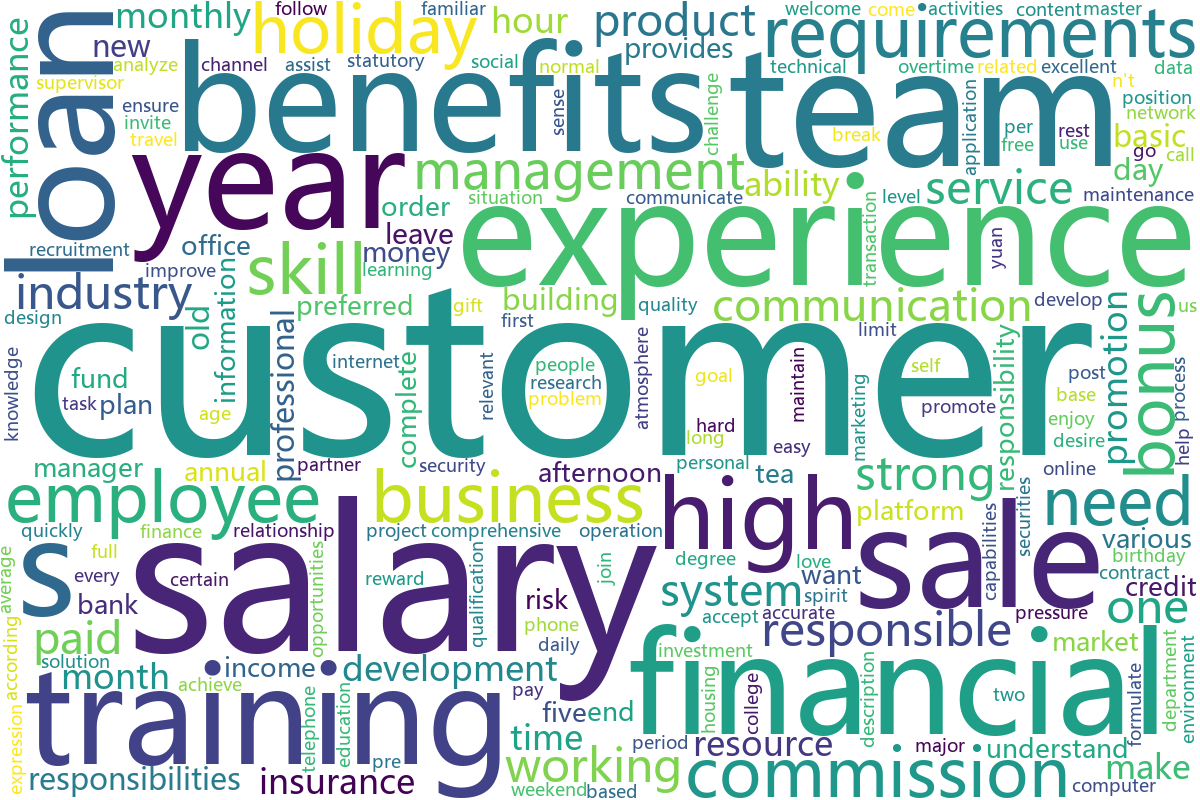 monthly
follow
familiar
welcome
come
activities
content
master
holiday
hour
product
requirements
performance
loan
new
analyze
channel
assist
statutory
social
normal
provides
technical
overtime
related
excellent
data
supervisor
benefits
team
n't
ensure
sense
challenge
application
position
invite
network
travel
break
per
rest
basic
free
use
go
call
year
management
ability
day
situation
communicate
level
service
maintenance
order
experience
recruitment
office
leave
money
transaction
yuan
improve
skill
learning
industry
information
preferred
gift
building
quality
communication
develop
promotion
bonus
us
design
old
first
limit
knowledge
professional
customer
internet
complete
relevant
people
research
problem
atmosphere
goal
maintain
marketing
self
responsibility
post
process
fund
task
plan
age
promote
base
enjoy
hard
long
easy
desire
help
manager
annual
partner
security
afternoon
personal
tea
strong
online
employee
business
high
platform
sale
capabilities
securities
need
quickly
finance
relationship
project
comprehensive
operation
various
s
salary
full
every
certain
opportunities
reward
qualification
join
degree
love
want
birthday
contract
average
bank
risk
system
spirit
credit
according
paid
phone
accept
accurate
pressure
one
daily
responsible
solution
income
development
financial
investment
market
month
achieve
training
pay
housing
college
description
two
formulate
department
environment
expression
telephone
education
five
end
time
period
resource
major
understand
responsibilities
insurance
pre
working
commission
make
weekend
based
computer